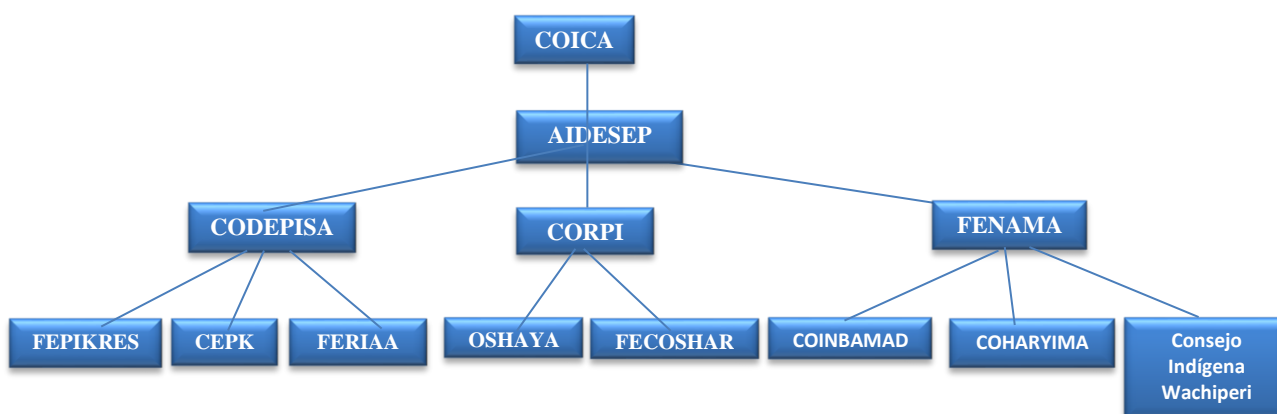 COICA
AIDESEP
CODEPISA
CORPI
FENAMA
FEPIKRES
CEPK
FERIAA
OSHAYA
FECOSHAR
COINBAMAD
COHARYIMA
Consejo
Indígena
Wachiperi